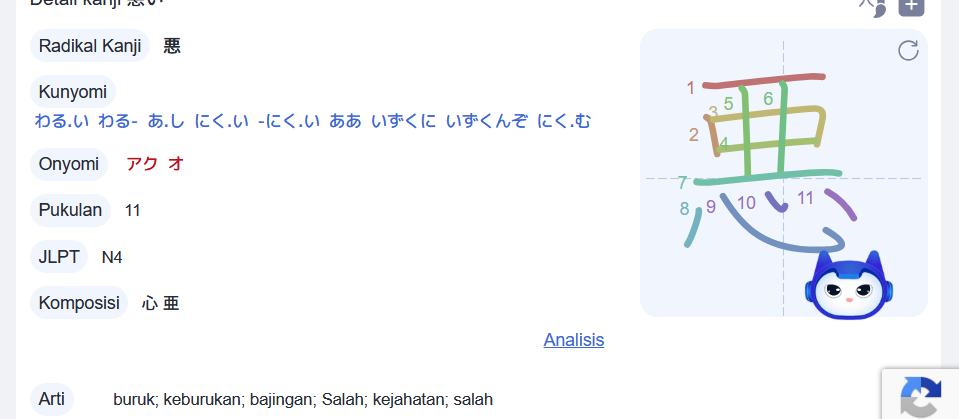 Detail kanji 悪い
Radikal Kanji 悪
Kunyomi
わる.い わる- あ.し にく.い -にく.い ああ いずくに いずくんぞ にく.む
Onyomi アク オ
Pukulan 11
JLPT N4
Komposisi 心 亜
Analisis
Arti buruk; keburukan; bajingan; Salah; kejahatan; salah
1
2
3
4
5
6
7
8
9
10
11